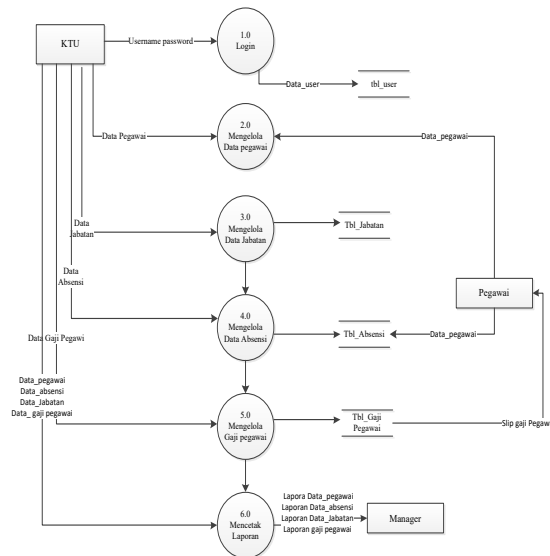 KTU
Username password
1.0
Login
Data_user
tbl_user
Data Pegawai
2.0
Mengelola
Data pegawai
Data_pegawai
Data
Jabatan
3.0
Mengelola
Data Jabatan
Tbl_Jabatan
Data
Absensi
4.0
Mengelola
Data Absensi
Tbl_Absensi
Data_pegawai
Pegawai
Data Gaji Pegawi
Data_pegawai
Data_absensi
Data_Jabatan
Data_ gaji pegawai
5.0
Mengelola
Gaji pegawai
Tbl_Gaji
Pegawai
Slip gaji Pegaw
6.0
Mencetak
Laporan
Lapora Data_pegawai
Laporan Data_absensi
Laporan Data_Jabatan
Laporan gaji pegawai
Manager